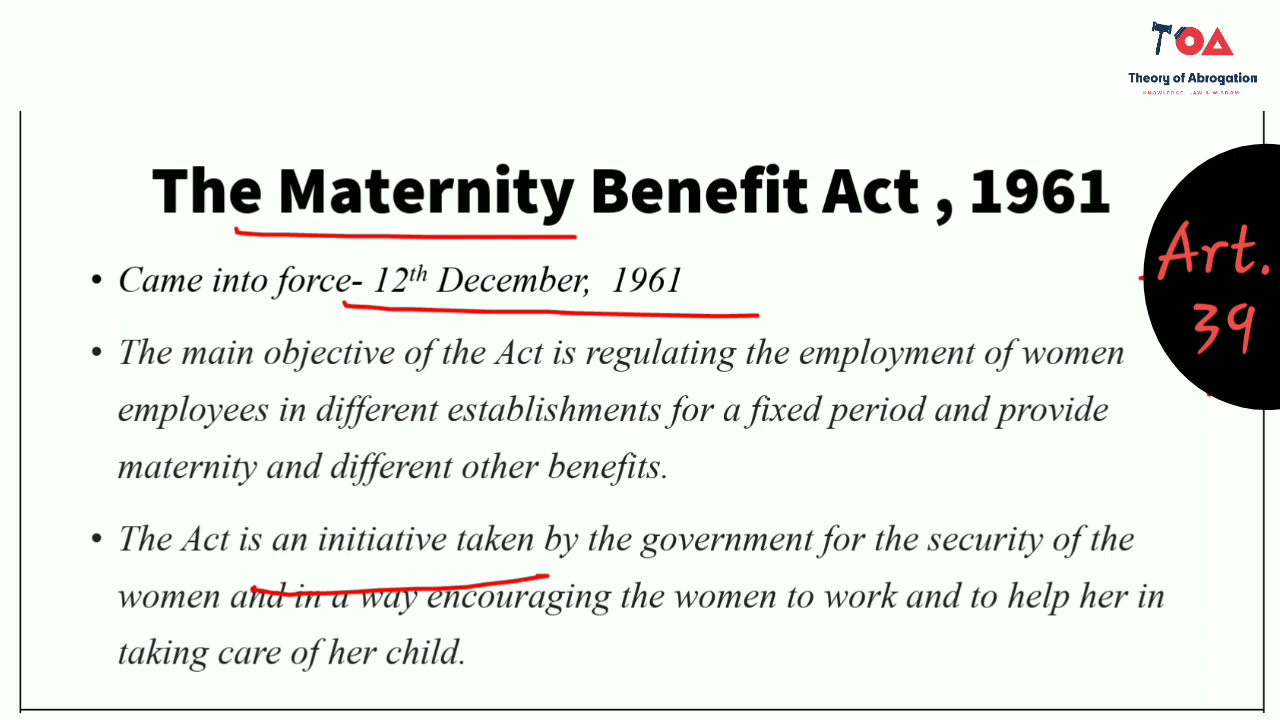 TOA
Theory of Abrogation
KNOWLEDGE, LAW & WISDOM
The Maternity Benefit Act , 1961
• Came into force- 12th December, 1961
• The main objective of the Act is regulating the employment of women
employees in different establishments for a fixed period and provide
maternity and different other benefits.
• The Act is an initiative taken by the government for the security of the
women and in a way encouraging the women to work and to help her in
taking care of her child.
Art.
39